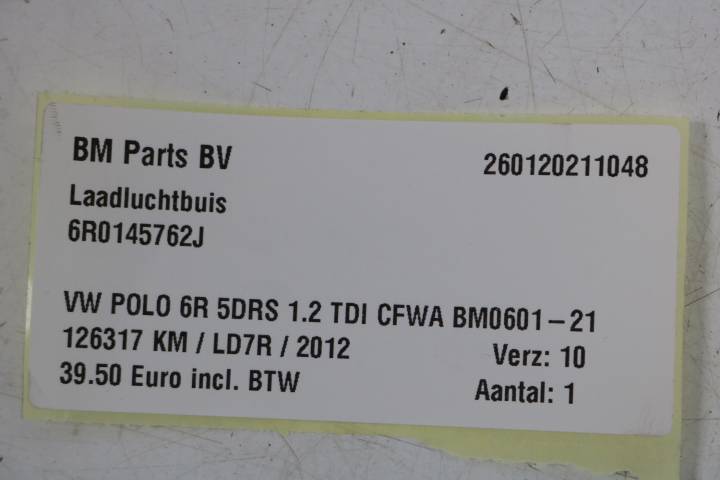 BM Parts BV 260120211048
Laadluchtbuis
6R0145762J
VW POLO 6R 5DRS 1.2 TDI CFWA BM0601-21
126317 KM / LD7R / 2012 Verz: 10
39.50 Euro incl. BTW Aantal: 1